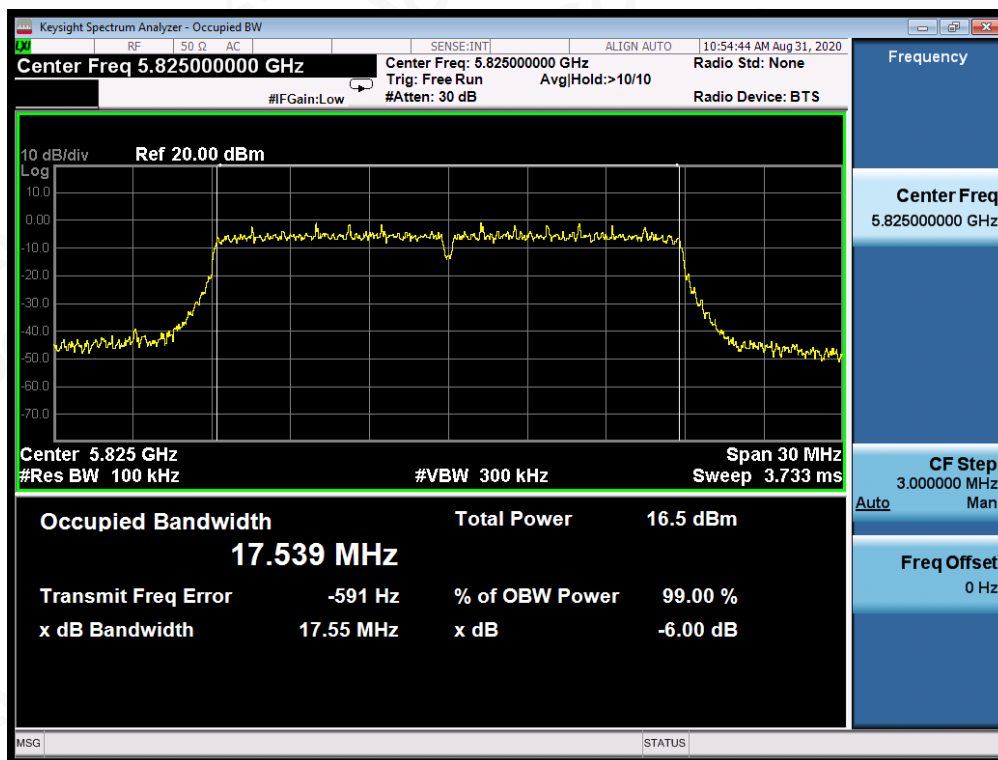 Keysight Spectrum Analyzer - Occupied BW
LXI RF 50 Ω AC SENSE:INT ALIGN AUTO 10:54:44 AM Aug 31, 2020
Center Freq 5.825000000 GHz
Center Freq: 5.825000000 GHz Radio Std: None
Trig: Free Run Avg|Hold:>10/10
#IFGain:Low #Atten: 30 dB Radio Device: BTS
10 dB/div Ref 20.00 dBm
Log
10.0
0.00
-10.0
-20.0
-30.0
-40.0
-50.0
-60.0
-70.0
Center 5.825 GHz Span 30 MHz
#Res BW 100 kHz #VBW 300 kHz Sweep 3.733 ms
Occupied Bandwidth Total Power 16.5 dBm
17.539 MHz
Transmit Freq Error -591 Hz % of OBW Power 99.00 %
x dB Bandwidth 17.55 MHz x dB -6.00 dB
Frequency
Center Freq
5.825000000 GHz
CF Step
3.000000 MHz
Auto Man
Freq Offset
0 Hz
MSG STATUS